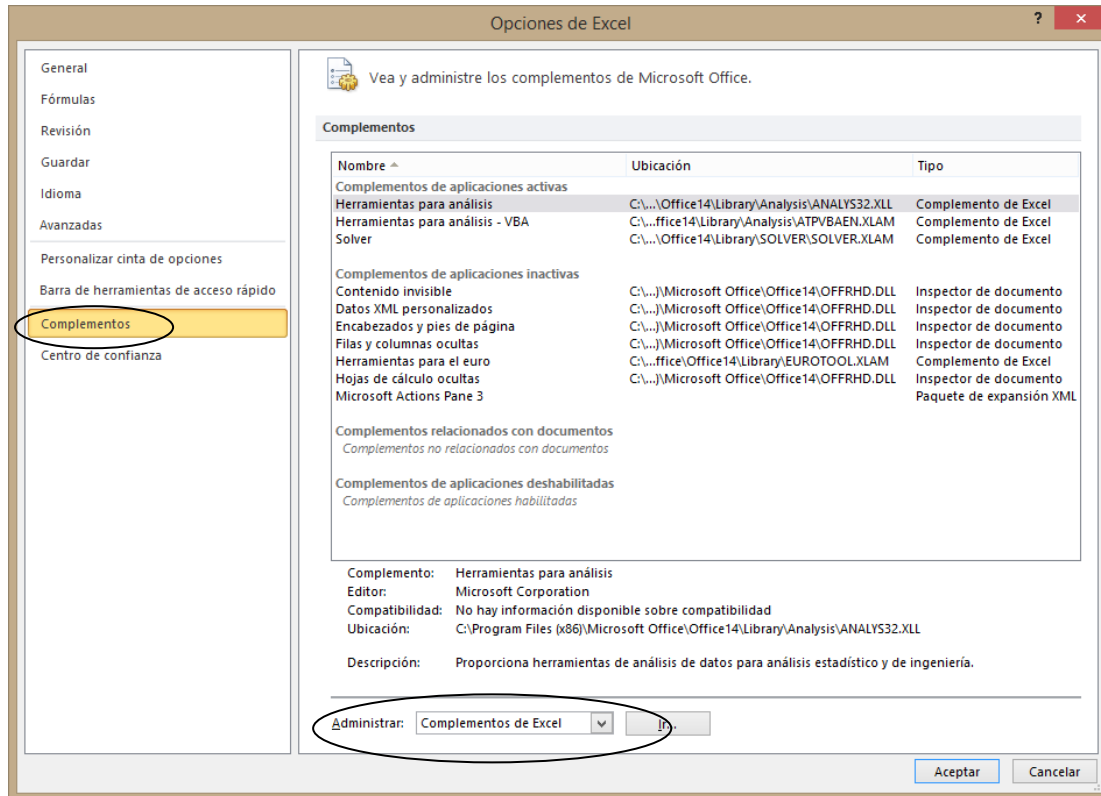 Opciones de Excel
? ×
General
Fórmulas
Revisión
Guardar
Idioma
Avanzadas
Personalizar cinta de opciones
Barra de herramientas de acceso rápido
Complementos
Centro de confianza
Vea y administre los complementos de Microsoft Office.
Complementos
Nombre Ubicación Tipo
Complementos de aplicaciones activas
Herramientas para análisis C:\...\Office14\Library\Analysis\ANALYS32.XLL Complemento de Excel
Herramientas para análisis - VBA C:\...ffice14\Library\Analysis\ATPVBAEN.XLAM Complemento de Excel
Solver C:\...\Office14\Library\SOLVER\SOLVER.XLAM Complemento de Excel
Complementos de aplicaciones inactivas
Contenido invisible C:\...)\Microsoft Office\Office14\OFFRHD.DLL Inspector de documento
Datos XML personalizados C:\...)\Microsoft Office\Office14\OFFRHD.DLL Inspector de documento
Encabezados y pies de página C:\...)\Microsoft Office\Office14\OFFRHD.DLL Inspector de documento
Filas y columnas ocultas C:\...)\Microsoft Office\Office14\OFFRHD.DLL Inspector de documento
Herramientas para el euro C:\...ffice\Office14\Library\EUROTOOL.XLAM Complemento de Excel
Hojas de cálculo ocultas C:\...)\Microsoft Office\Office14\OFFRHD.DLL Inspector de documento
Microsoft Actions Pane 3 Paquete de expansión XML
Complementos relacionados con documentos
Complementos no relacionados con documentos
Complementos de aplicaciones deshabilitadas
Complementos de aplicaciones habilitadas
Complemento: Herramientas para análisis
Editor: Microsoft Corporation
Compatibilidad: No hay información disponible sobre compatibilidad
Ubicación: C:\Program Files (x86)\Microsoft Office\Office14\Library\Analysis\ANALYS32.XLL
Descripción: Proporciona herramientas de análisis de datos para análisis estadístico y de ingeniería.
Administrar: Complementos de Excel Ir...
Aceptar Cancelar